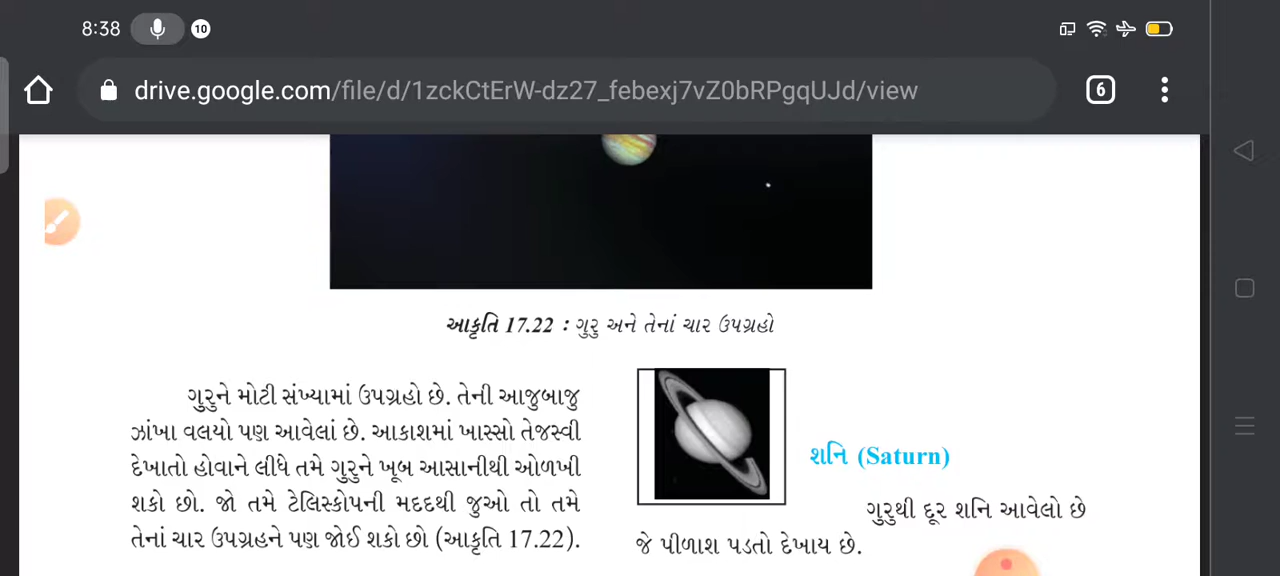 8:38
10
drive.google.com/file/d/1zckCtErW-dz27_febexj7vZ0bRPgqUJd/view
6
આકૃતિ 17.22 : ગુરુ અને તેનાં ચાર ઉપગ્રહો
ગુરુને મોટી સંખ્યામાં ઉપગ્રહો છે. તેની આજુબાજુ
ઝાંખા વલયો પણ આવેલાં છે. આકાશમાં ખાસ્સો તેજસ્વી
દેખાતો હોવાને લીધે તમે ગુરુને ખૂબ આસાનીથી ઓળખી
શકો છો. જો તમે ટેલિસ્કોપની મદદથી જુઓ તો તમે
તેનાં ચાર ઉપગ્રહને પણ જોઈ શકો છો (આકૃતિ 17.22).
શનિ (Saturn)
ગુરુથી દૂર શનિ આવેલો છે
જે પીળાશ પડતો દેખાય છે.